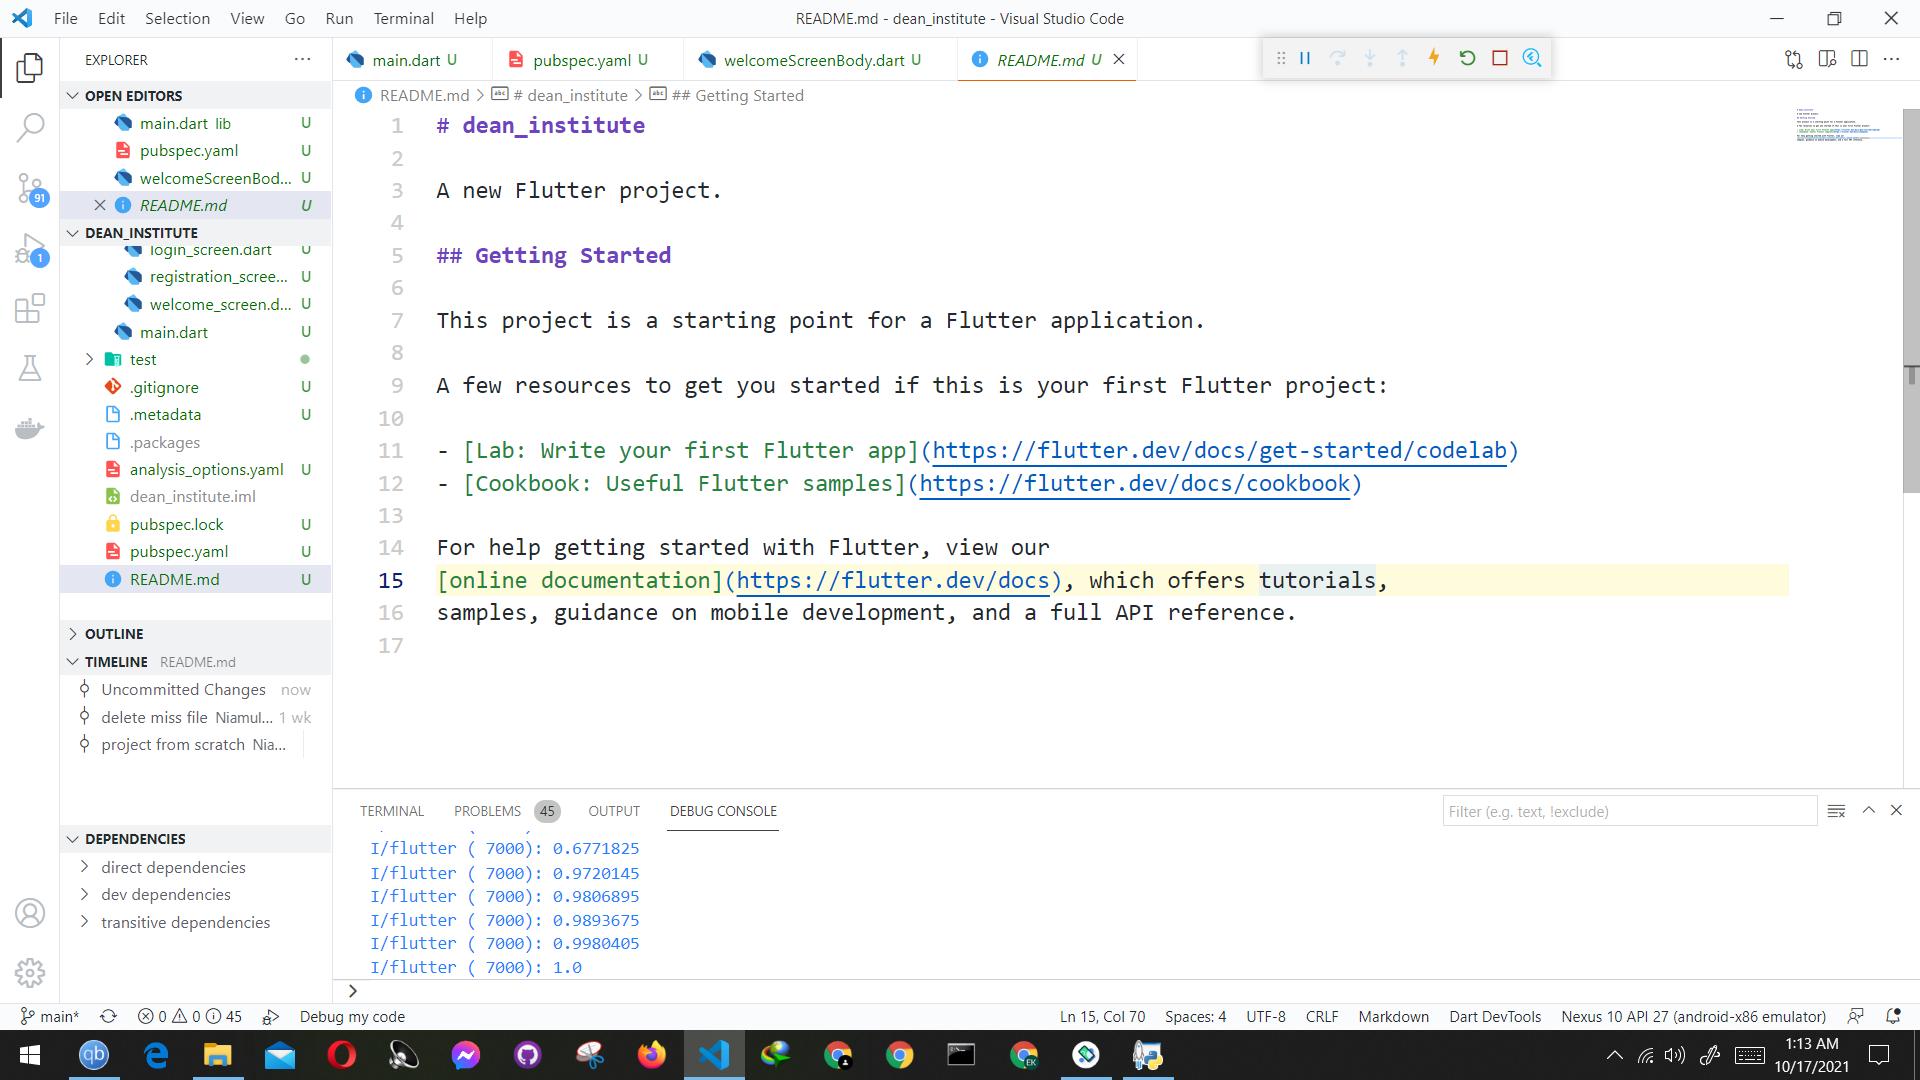 File Edit Selection View Go Run Terminal Help
README.md - dean_institute - Visual Studio Code
EXPLORER
main.dart U
pubspec.yaml U
welcomeScreenBody.dart U
README.md U
OPEN EDITORS
main.dart lib U
pubspec.yaml U
welcomeScreenBod... U
README.md U
DEAN_INSTITUTE
login_screen.dart U
registration_scree... U
welcome_screen.d... U
main.dart U
test
.gitignore U
.metadata U
.packages
analysis_options.yaml U
dean_institute.iml
pubspec.lock U
pubspec.yaml U
README.md U
OUTLINE
TIMELINE README.md
Uncommitted Changes now
delete miss file Niamul... 1 wk
project from scratch Nia...
DEPENDENCIES
direct dependencies
dev dependencies
transitive dependencies
91
1
README.md > # dean_institute > ## Getting Started
1 # dean_institute
2
3 A new Flutter project.
4
5 ## Getting Started
6
7 This project is a starting point for a Flutter application.
8
9 A few resources to get you started if this is your first Flutter project:
10
11 - [Lab: Write your first Flutter app](https://flutter.dev/docs/get-started/codelab)
12 - [Cookbook: Useful Flutter samples](https://flutter.dev/docs/cookbook)
13
14 For help getting started with Flutter, view our
15 [online documentation](https://flutter.dev/docs), which offers tutorials,
16 samples, guidance on mobile development, and a full API reference.
17
TERMINAL PROBLEMS 45 OUTPUT DEBUG CONSOLE
Filter (e.g. text, !exclude)
I/flutter ( 7000): 0.6771825
I/flutter ( 7000): 0.9720145
I/flutter ( 7000): 0.9806895
I/flutter ( 7000): 0.9893675
I/flutter ( 7000): 0.9980405
I/flutter ( 7000): 1.0
main* 0 0 45 Debug my code
Ln 15, Col 70 Spaces: 4 UTF-8 CRLF Markdown Dart DevTools Nexus 10 API 27 (android-x86 emulator)
qb
EK
1:13 AM
10/17/2021